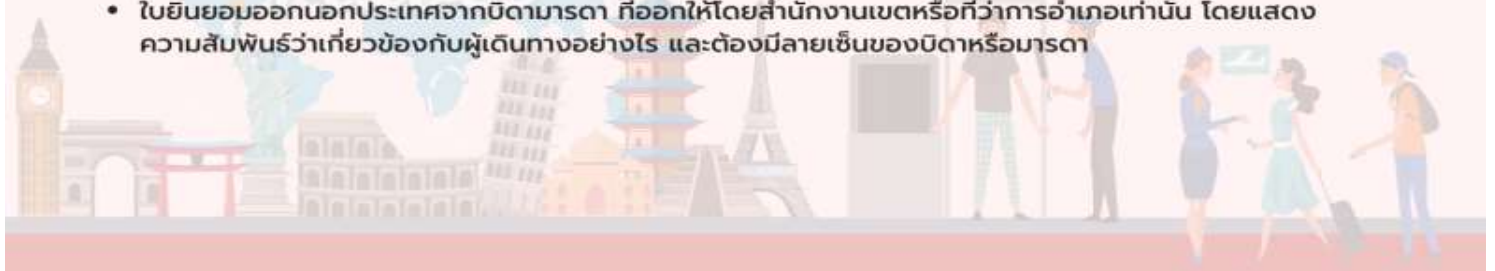 • ใบยินยอมออกนอกประเทศจากบิดามารดา ที่ออกให้โดยสำนักงานเขตหรือที่ว่าการอำเภอเท่านั้น โดยแสดง
ความสัมพันธ์ว่าเกี่ยวข้องกับผู้เดินทางอย่างไร และต้องมีลายเซ็นของบิดาหรือมารดา